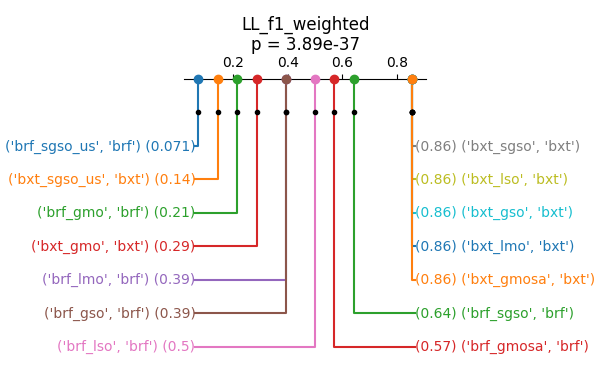 LL_f1_weighted
p = 3.89e-37
0.2 0.4 0.6 0.8
('brf_sgso_us', 'brf') (0.071) (0.86) ('bxt_sgso', 'bxt')
('bxt_sgso_us', 'bxt') (0.14) (0.86) ('bxt_lso', 'bxt')
('brf_gmo', 'brf') (0.21) (0.86) ('bxt_gso', 'bxt')
('bxt_gmo', 'bxt') (0.29) (0.86) ('bxt_lmo', 'bxt')
('brf_lmo', 'brf') (0.39) (0.86) ('bxt_gmosa', 'bxt')
('brf_gso', 'brf') (0.39) (0.64) ('brf_sgso', 'brf')
('brf_lso', 'brf') (0.5) (0.57) ('brf_gmosa', 'brf')